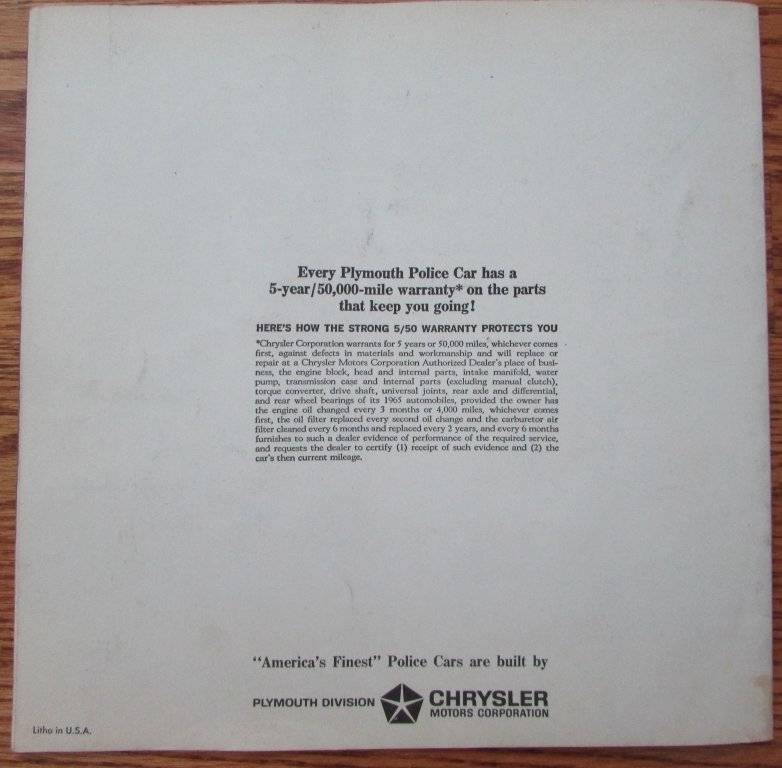 Every Plymouth Police Car has a
5-year/50,000-mile warranty* on the parts
that keep you going!
HERE'S HOW THE STRONG 5/50 WARRANTY PROTECTS YOU
*Chrysler Corporation warrants for 5 years or 50,000 miles, whichever comes
first, against defects in materials and workmanship and will replace or
repair at a Chrysler Motors Corporation Authorized Dealer's place of busi-
ness, the engine block, head and internal parts, intake manifold, water
pump, transmission case and internal parts (excluding manual clutch),
torque converter, drive shaft, universal joints, rear axle and differential,
and rear wheel bearings of its 1965 automobiles, provided the owner has
the engine oil changed every 3 months or 4,000 miles, whichever comes
first, the oil filter replaced every second oil change and the carburetor air
filter cleaned every 6 months and replaced every 2 years, and every 6 months
furnishes to such a dealer evidence of performance of the required service,
and requests the dealer to certify (1) receipt of such evidence and (2) the
car's then current mileage.
"America's Finest" Police Cars are built by
PLYMOUTH DIVISION CHRYSLER
MOTORS CORPORATION
Litho in U.S.A.